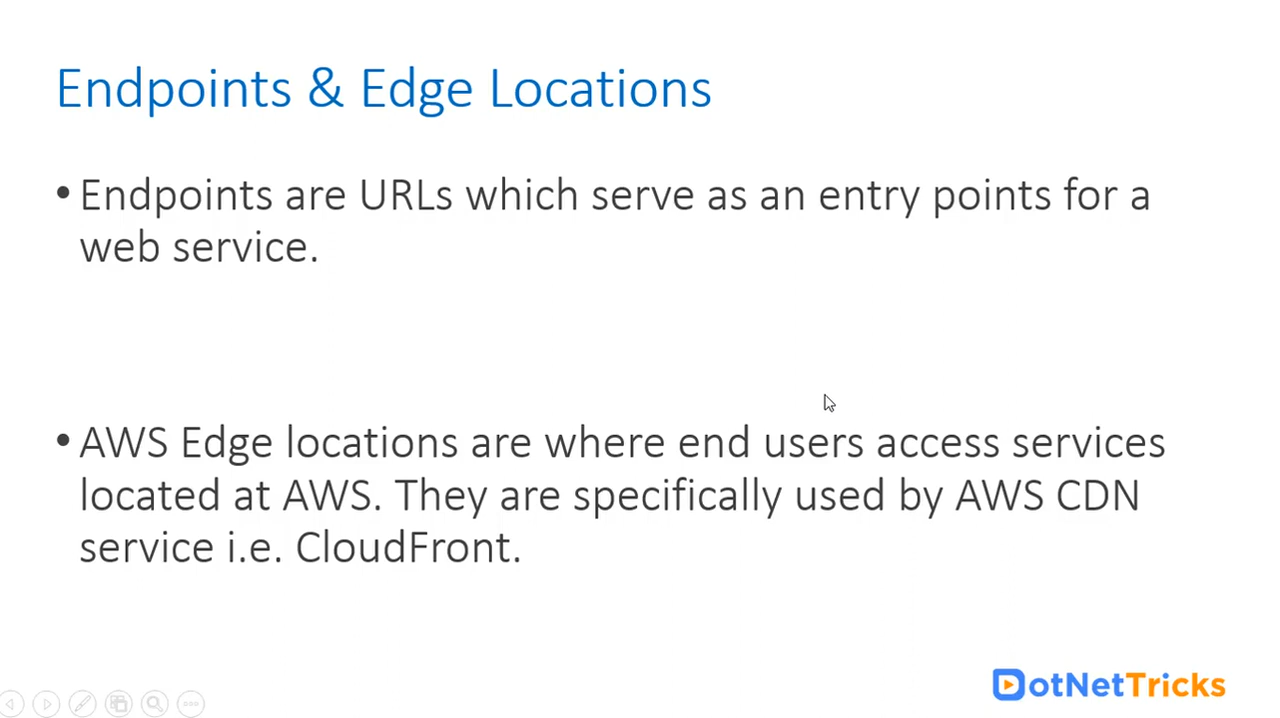 Endpoints & Edge Locations
• Endpoints are URLs which serve as an entry points for a
web service.
• AWS Edge locations are where end users access services
located at AWS. They are specifically used by AWS CDN
service i.e. CloudFront.
DotNetTricks